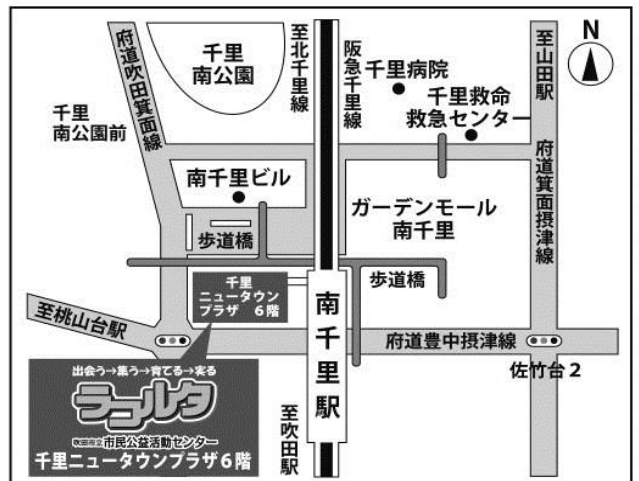 府道吹田箕面線
千里
南公園
至北千里線
阪急千里線
千里病院
千里救命
救急センター
至山田駅
N
千里
南公園前
南千里ビル
ガーデンモール
南千里
府道箕面摂津線
歩道橋
歩道橋
千里
ニュータウン
プラザ 6階
至桃山台駅
南千里駅
府道豊中摂津線
佐竹台2
出会う→集う→育てる→実る
ラコルタ
吹田市立市民公益活動センター
千里ニュータウンプラザ6階
至吹田駅